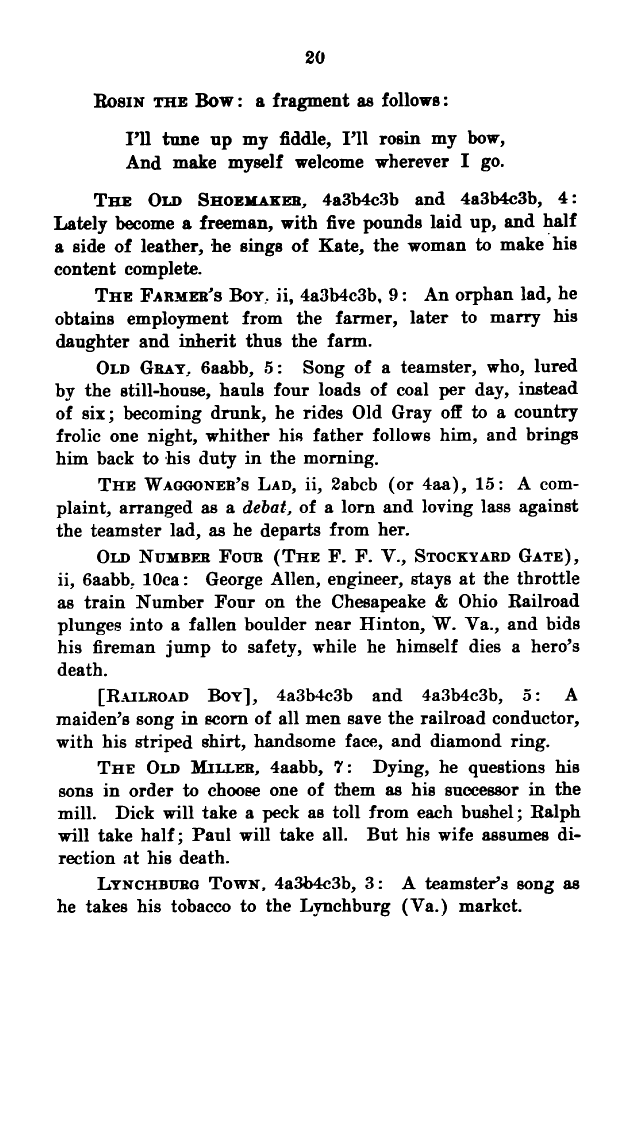 20
ROSIN THE BOW: a fragment as follows:
I'll tune up my fiddle, I'll rosin my bow,
And make myself welcome wherever I go.
THE OLD SHOEMAKER, 4a3b4c3b and 4a3b4c3b, 4:
Lately become a freeman, with five pounds laid up, and half
a side of leather, he sings of Kate, the woman to make his
content complete.
THE FARMER'S BOY, ii, 4a3b4c3b, 9: An orphan lad, he
obtains employment from the farmer, later to marry his
daughter and inherit thus the farm.
OLD GRAY, 6aabb, 5: Song of a teamster, who, lured
by the still-house, hauls four loads of coal per day, instead
of six; becoming drunk, he rides Old Gray off to a country
frolic one night, whither his father follows him, and brings
him back to his duty in the morning.
THE WAGGONER'S LAD, ii, 2abcb (or 4aa), 15: A com-
plaint, arranged as a debat, of a lorn and loving lass against
the teamster lad, as he departs from her.
OLD NUMBER FOUR (THE F. F. V., STOCKYARD GATE),
ii, 6aabb, 10ca: George Allen, engineer, stays at the throttle
as train Number Four on the Chesapeake & Ohio Railroad
plunges into a fallen boulder near Hinton, W. Va., and bids
his fireman jump to safety, while he himself dies a hero's
death.
[RAILROAD BOY], 4a3b4c3b and 4a3b4c3b, 5: A
maiden's song in scorn of all men save the railroad conductor,
with his striped shirt, handsome face, and diamond ring.
THE OLD MILLER, 4aabb, 7: Dying, he questions his
sons in order to choose one of them as his successor in the
mill. Dick will take a peck as toll from each bushel; Ralph
will take half; Paul will take all. But his wife assumes di-
rection at his death.
LYNCHBURG TOWN, 4a3b4c3b, 3: A teamster's song as
he takes his tobacco to the Lynchburg (Va.) market.